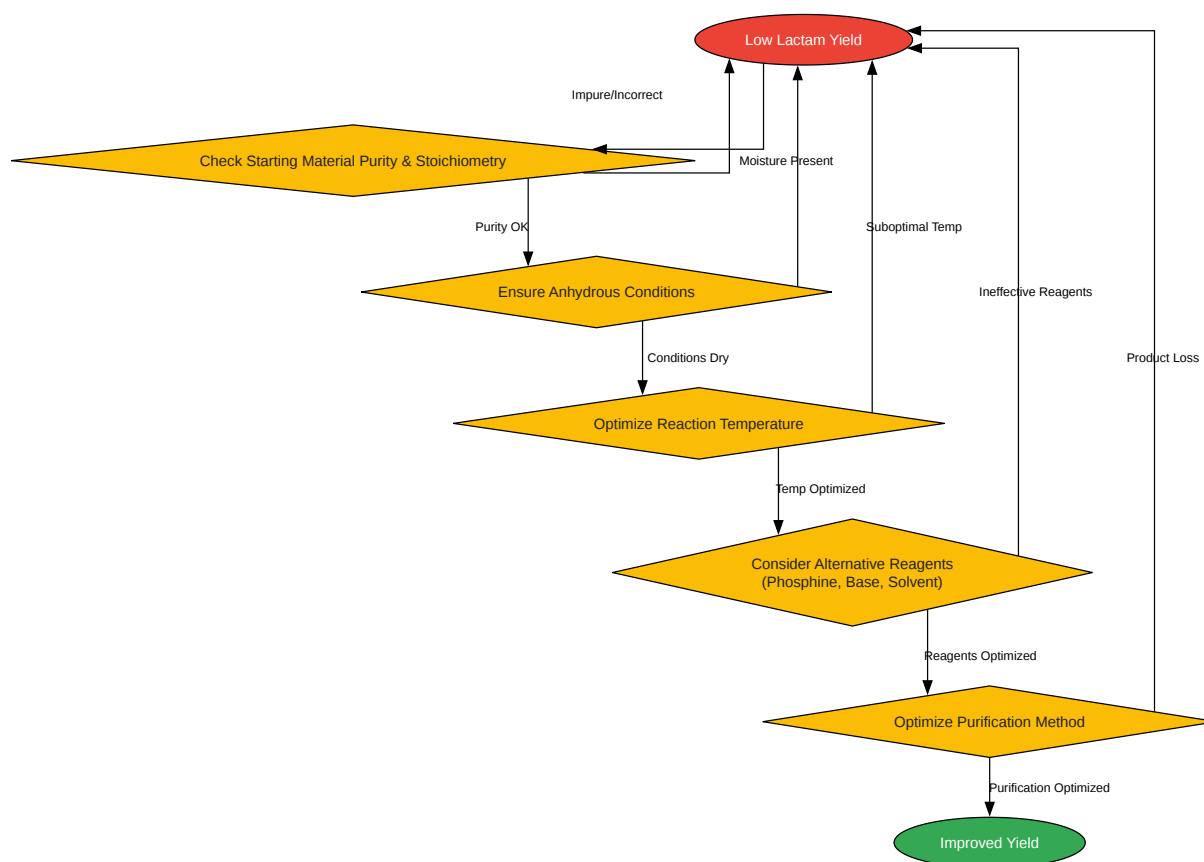 Low Lactam Yield
Impure/Incorrect
Check Starting Material Purity & Stoichiometry
Moisture Present
Purity OK
Suboptimal Temp
Ensure Anhydrous Conditions
Ineffective Reagents
Conditions Dry
Product Loss
Optimize Reaction Temperature
Temp Optimized
Consider Alternative Reagents
(Phosphine, Base, Solvent)
Reagents Optimized
Optimize Purification Method
Purification Optimized
Improved Yield